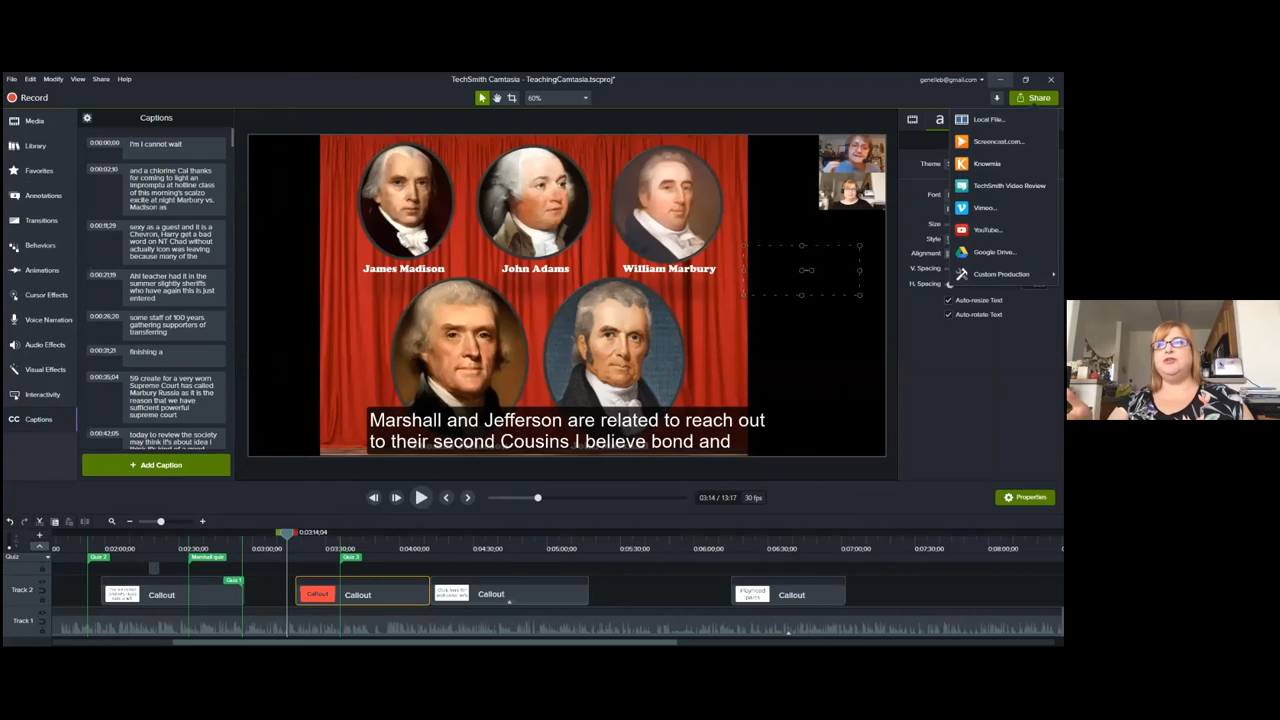 File Edit Modify View Share Help
TechSmith Camtasia - TeachingCamtasia.tscproj*
genelleb@gmail.com
Record
60%
Share
Media
Library
Favorites
Annotations
Transitions
Behaviors
Animations
Cursor Effects
Voice Narration
Audio Effects
Visual Effects
Interactivity
CC Captions
Captions
0:00:00;00
I'm I cannot wait
0:00:02;10
and a chlorine Cal thanks
for coming to light an
Impromptu at hotline class
of this morning's scalzo
excite at night Marbury vs.
Madison as
0:00:11;29
sexy as a guest and it is a
Chevron, Harry get a bad
word on NT Chad without
actually icon was leaving
because many of the
0:00:21;19
Ah! teacher had it in the
summer slightly sheriffs
who have again this is just
entered
0:00:26;20
some staff of 100 years
gathering supporters of
transferring
0:00:31;21
finishing a
0:00:35;04
59 create for a very worn
Supreme Court has called
Marbury Russia as it is the
reason that we have
sufficient powerful
supreme court
0:00:42;05
today to review the society
may think it's about idea I
+ Add Caption
James Madison
John Adams
William Marbury
Marshall and Jefferson are related to reach out
to their second Cousins I believe bond and
a
Theme
Font
Size
Style
Alignment
V. Spacing
H. Spacing
Auto-resize Text
Auto-rotate Text
Local File...
Screencast.com...
Knowmia
TechSmith Video Review
Vimeo...
YouTube...
Google Drive...
Custom Production
03:14 / 13:17 30 fps
Properties
0:03:14;04
00 0:02:00;00 0:02:30;00 0:03:00;00 0:03:30;00 0:04:00;00 0:04:30;00 0:05:00;00 0:05:30;00 0:06:00;00 0:06:30;00 0:07:00;00 0:07:30;00 0:08:00;00
Quiz
Quiz 2
Marshall quiz
Quiz 3
Quiz 1
Track 2
Callout
Callout
Callout
Callout
Playhead
parts
Callout
Track 1